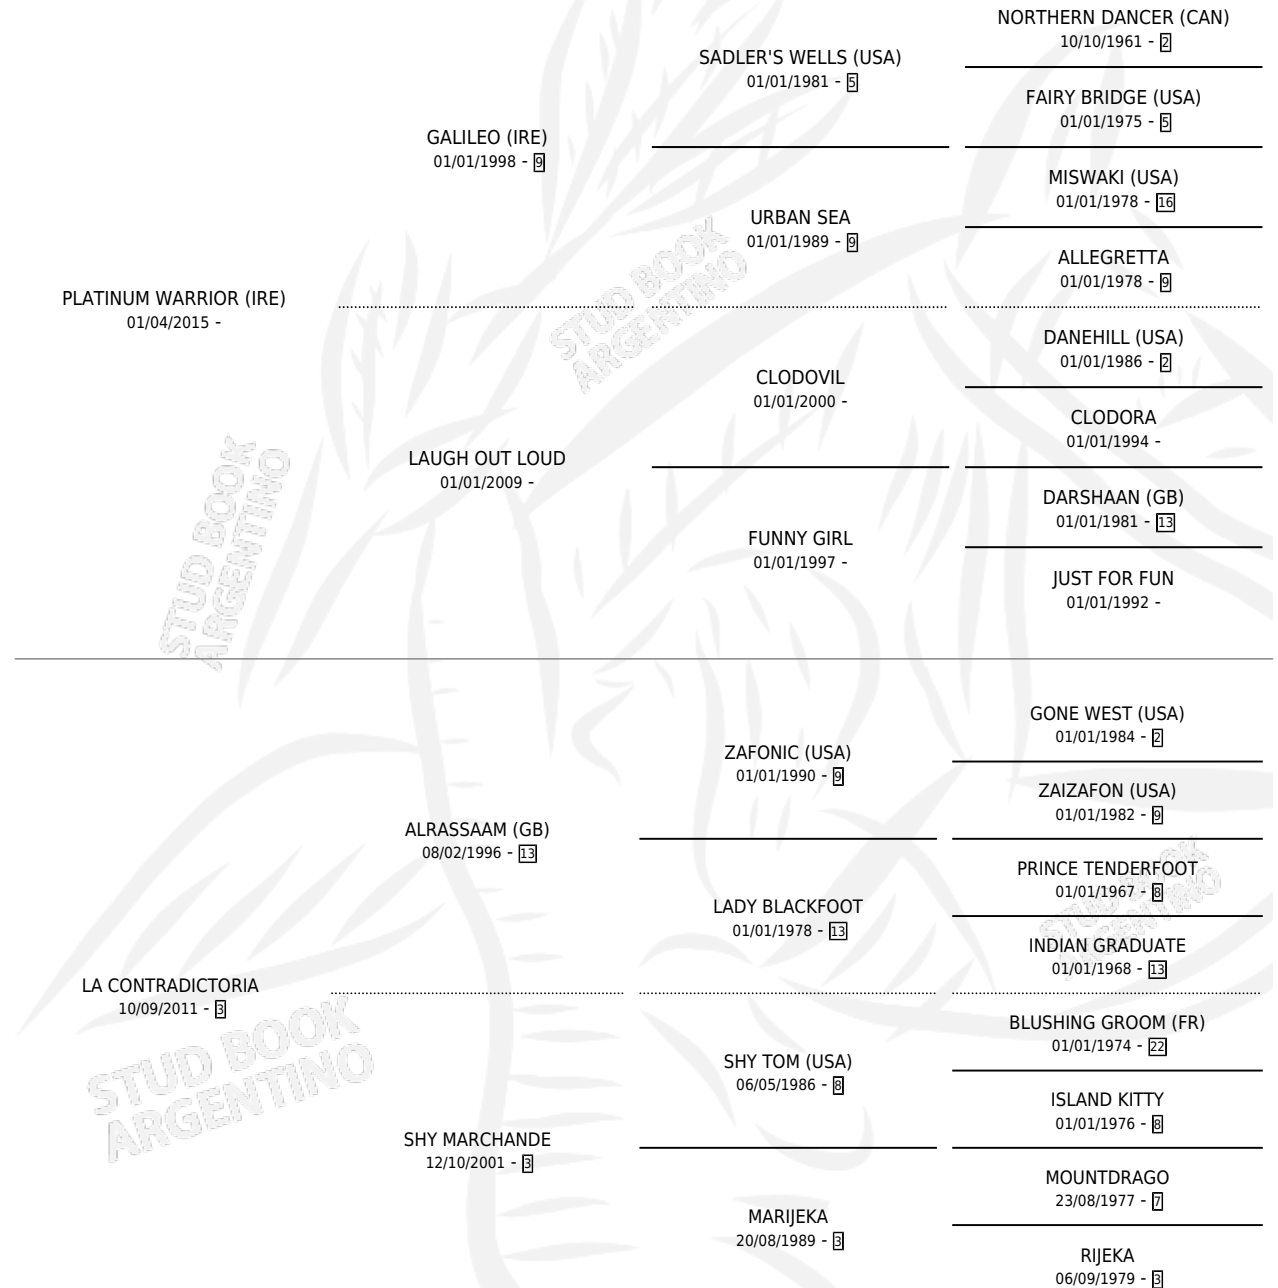 NORTHERN DANCER (CAN)
10/10/1961 - 2
SADLER'S WELLS (USA)
01/01/1981 - 5
FAIRY BRIDGE (USA)
01/01/1975 - 5
GALILEO (IRE)
01/01/1998 - 9
MISWAKI (USA)
01/01/1978 - 16
URBAN SEA
01/01/1989 - 9
ALLEGRETTA
01/01/1978 - 9
PLATINUM WARRIOR (IRE)
01/04/2015 -
DANEHILL (USA)
01/01/1986 - 2
CLODOVIL
01/01/2000 -
CLODORA
01/01/1994 -
LAUGH OUT LOUD
01/01/2009 -
DARSHAAN (GB)
01/01/1981 - 13
FUNNY GIRL
01/01/1997 -
JUST FOR FUN
01/01/1992 -
GONE WEST (USA)
01/01/1984 - 2
ZAFONIC (USA)
01/01/1990 - 9
ZAIZAFON (USA)
01/01/1982 - 9
ALRASSAAM (GB)
08/02/1996 - 13
PRINCE TENDERFOOT
01/01/1967 - 8
LADY BLACKFOOT
01/01/1978 - 13
INDIAN GRADUATE
01/01/1968 - 13
LA CONTRADICTORIA
10/09/2011 - 3
BLUSHING GROOM (FR)
01/01/1974 - 22
SHY TOM (USA)
06/05/1986 - 8
ISLAND KITTY
01/01/1976 - 8
SHY MARCHANDE
12/10/2001 - 3
MOUNTDRAGO
23/08/1977 - 7
MARIJEKA
20/08/1989 - 3
RIJEKA
06/09/1979 - 3
STUD BOOK
ARGENTINO
STUD BOOK
ARGENTINO
STUD BOOK
ARGENTINO
STUD BOOK
ARGENTINO